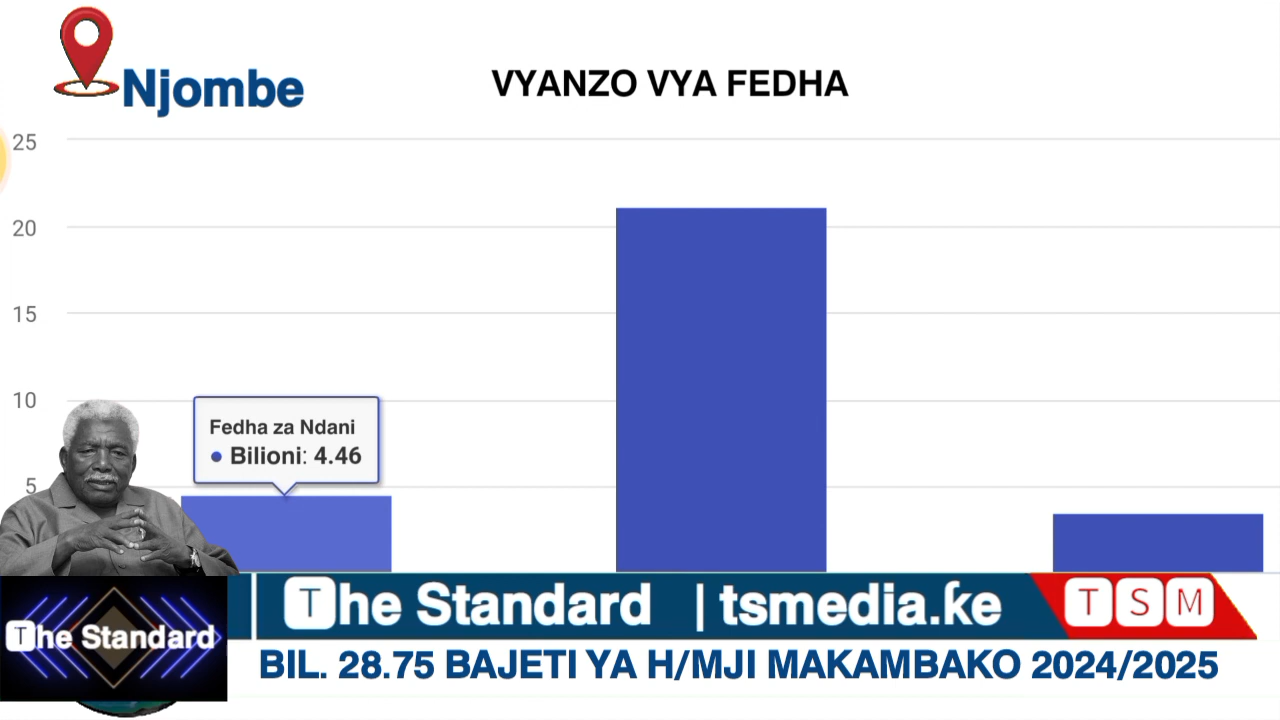 Njombe
VYANZO VYA FEDHA
25
20
15
10
5
Fedha za Ndani
● Bilioni: 4.46
The Standard | tsmedia.ke
TSM
The Standard
BIL. 28.75 BAJETI YA H/MJI MAKAMBAKO 2024/2025